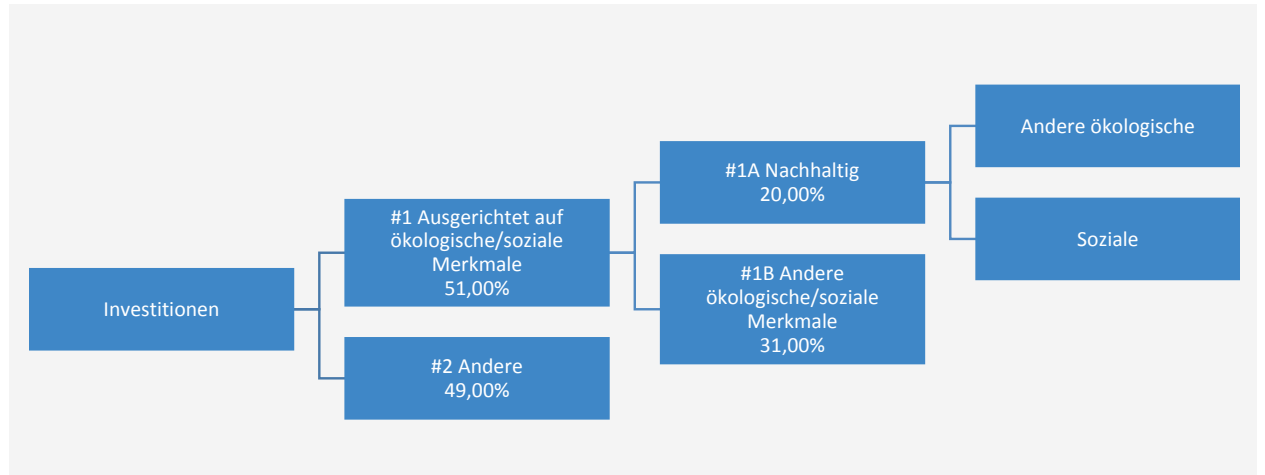 Investitionen
#1 Ausgerichtet auf
ökologische/soziale
Merkmale
51,00%
#2 Andere
49,00%
#1A Nachhaltig
20,00%
#1B Andere
ökologische/soziale
Merkmale
31,00%
Andere ökologische
Soziale